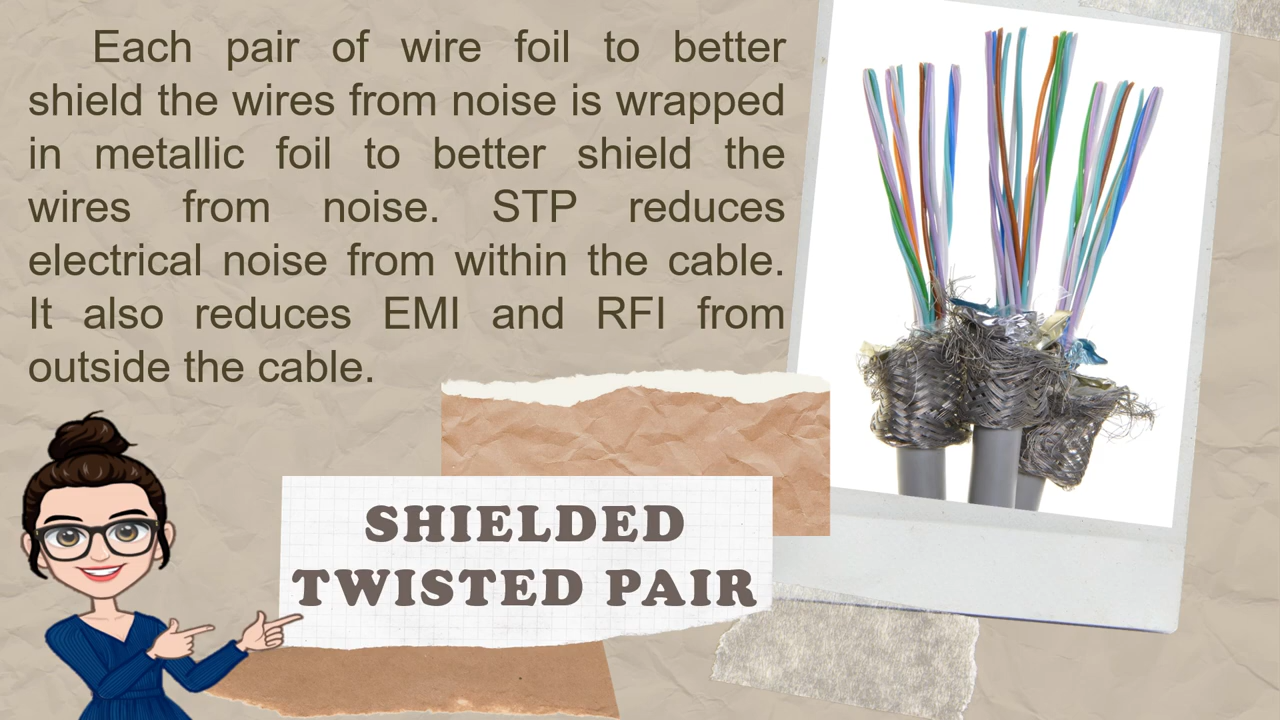 Each pair of wire foil to better
shield the wires from noise is wrapped
in metallic foil to better shield the
wires from noise. STP reduces
electrical noise from within the cable.
It also reduces EMI and RFI from
outside the cable.
SHIELDED
TWISTED PAIR